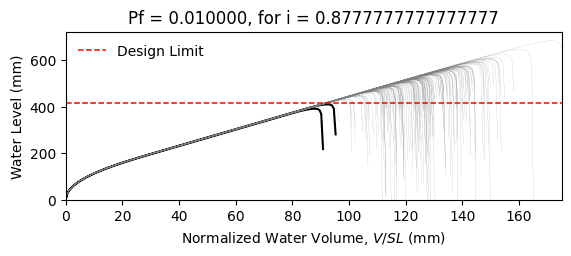 Pf = 0.010000, for i = 0.8777777777777777
Design Limit
Water Level (mm)
600
400
200
0
0 20 40 60 80 100 120 140 160
Normalized Water Volume, V/SL (mm)